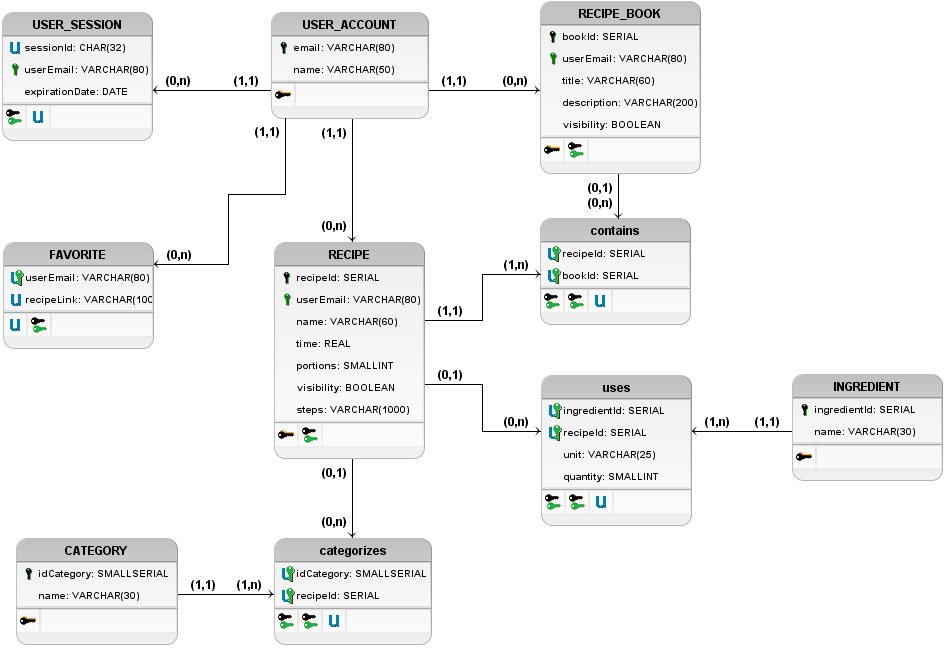 USER_SESSION
sessionId: CHAR(32)
userEmail: VARCHAR(80)
expirationDate: DATE
u
USER_ACCOUNT
email: VARCHAR(80)
name: VARCHAR(50)
RECIPE_BOOK
bookId: SERIAL
userEmail: VARCHAR(80)
title: VARCHAR(60)
description: VARCHAR(200)
visibility: BOOLEAN
(0,n)
(1,1)
(1,1)
(0,n)
(1,1)
(1,1)
(0,1)
(0,n)
(0,n)
(0,n)
FAVORITE
u userEmail: VARCHAR(80)
u recipeLink: VARCHAR(100
u
RECIPE
recipeId: SERIAL
userEmail: VARCHAR(80)
name: VARCHAR(60)
time: REAL
portions: SMALLINT
visibility: BOOLEAN
steps: VARCHAR(1000)
contains
u recipeId: SERIAL
u bookId: SERIAL
u
(1,n)
(1,1)
(0,1)
(0,n)
uses
u ingredientId: SERIAL
u recipeId: SERIAL
unit: VARCHAR(25)
quantity: SMALLINT
u
(1,n)
(1,1)
INGREDIENT
ingredientId: SERIAL
name: VARCHAR(30)
(0,1)
(0,n)
CATEGORY
idCategory: SMALLSERIAL
name: VARCHAR(30)
(1,1)
(1,n)
categorizes
u idCategory: SMALLSERIAL
u recipeId: SERIAL
u